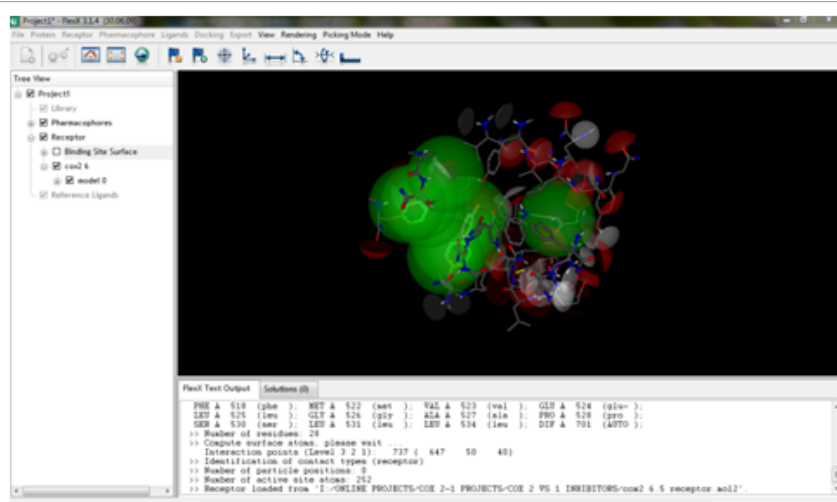 Project1* - FlexX 3.1.4 (30.06.09)
File Protein Receptor Pharmacophore Ligands Docking Export View Rendering Picking Mode Help
Tree View
Project1
Library
Pharmacophores
Receptor
Binding Site Surface
cox2 6
model 0
Reference Ligands
FlexX Text Output Solutions (0)
PHE A 518 (phe ); MET A 522 (met ); VAL A 523 (val ); GLU A 524 (glu- );
LEU A 525 (leu ); GLY A 526 (gly ); ALA A 527 (ala ); PRO A 528 (pro );
SER A 530 (ser ); LEU A 531 (leu ); LEU A 534 (leu ); DIF A 701 (AUTO );
>> Number of residues: 28
>> Compute surface atoms, please wait ...
Interaction points (Level 3 2 1): 737 ( 647 50 40)
>> Identification of contact types (receptor)
>> Number of particle positions: 0
>> Number of active site atoms: 252
>> Receptor loaded from 'I:/ONLINE PROJECTS/COX 2-1 PROJECTS/COX 2 VS 1 INHIBITORS/cox2 6 5 receptor mol2'.